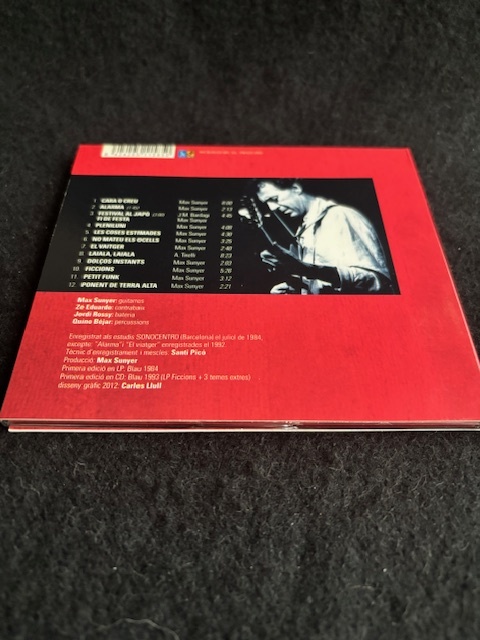 1 CARA O CREU Max Sunyer
2 ALARMA Max Sunyer 2:13
3 FESTIVAL AL JAPÓ 4:45
FI DE FESTA Max Sunyer
4 PLENILUNI Max Sunyer 4:08
5 LES COSES ESTIMADES Max Sunyer 4:30
6 NO MATEU ELS OCELLS Max Sunyer 3:25
7 EL VIATGER Max Sunyer 2:40
8 LAIALA, LAIALA A. Tinelli 8:23
9 DOLÇOS INSTANTS Max Sunyer 2:03
10 FICCIONS Max Sunyer 5:26
11 PETIT FUNK Max Sunyer 3:12
12 PONENT DE TERRA ALTA Max Sunyer 2:21
Max Sunyer: guitarres
Zé Eduardo: contrabaix
Jordi Rossy: bateria
Quino Béjar: percussions
Enregistrat als estudis SONOCENTRO (Barcelona) el juliol de 1984,
excepte: "Alarma" i "El viatger" enregistrades el 1992
Tècnic d'enregistrament i mescles: Santi Picó
Producció: Max Sunyer
Primera edició en LP: Blau 1984
Primera edició en CD: Blau 1993 (LP Ficcions + 3 temes extres)
disseny gràfic 2012: Carles Llull